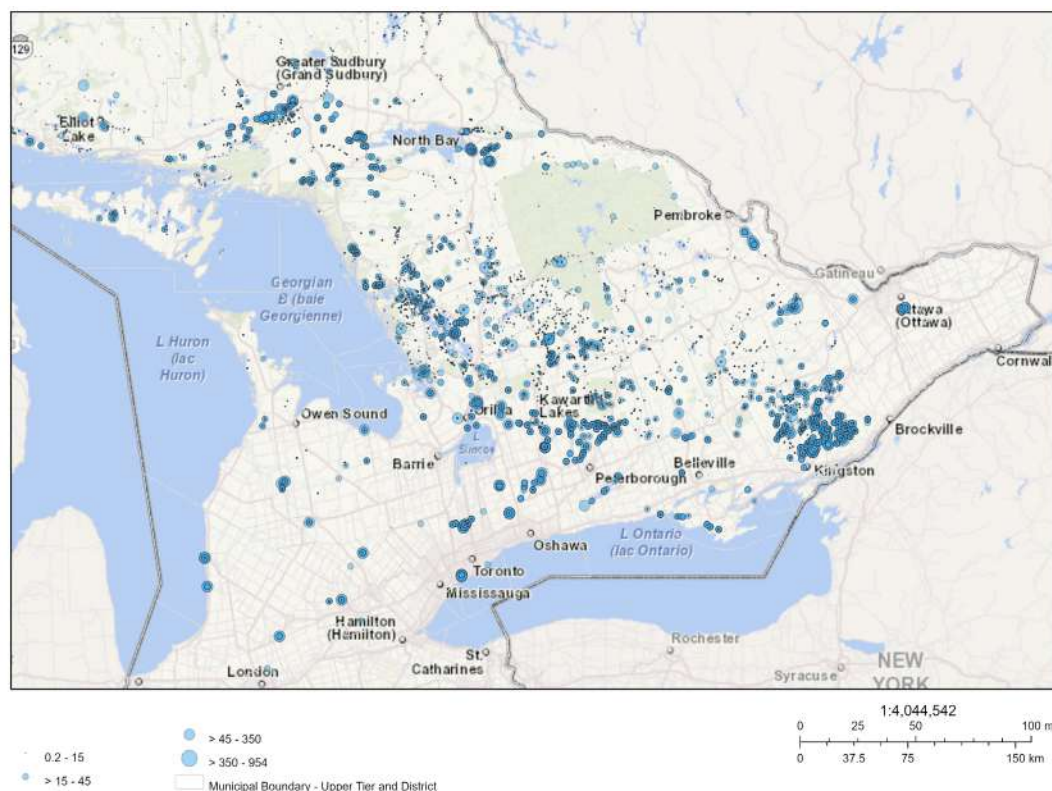 129
Greater Sudbury
(Grand Sudbury)
Elliot
Lake
North Bay
Pembroke
Gatineau
Ottawa
(Ottawa)
Cornwal
Georgian
B (baie
Georgienne)
L Huron
(lac
Huron)
Owen Sound
Orillia
Kawartha
Lakes
L
Simcoe
Barrie
Peterborough
Belleville
Kingston
Brockville
L Ontario
(lac Ontario)
Oshawa
Toronto
Mississauga
Hamilton
(Hamilton)
St.
Catharines
London
Rochester
Syracuse
NEW
YORK
1:4,044,542
0 25 50 100 m
0 37.5 75 150 km
0.2 - 15
> 15 - 45
> 45 - 350
> 350 - 954
Municipal Boundary - Upper Tier and District